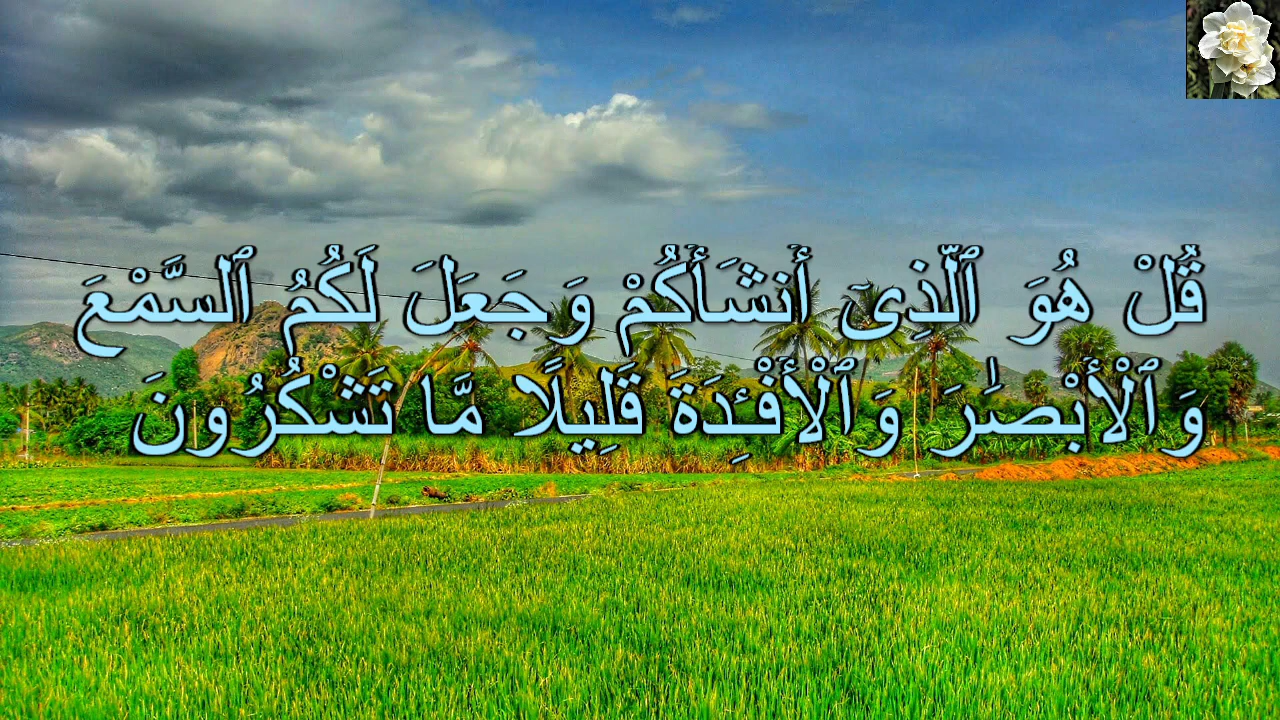 قُلْ هُوَ ٱلَّذِىٓ أَنشَأَكُمْ وَجَعَلَ لَكُمُ ٱلسَّمْعَ
وَٱلْأَبْصَٰرَ وَٱلْأَفْـِٔدَةَ قَلِيلًا مَّا تَشْكُرُونَ